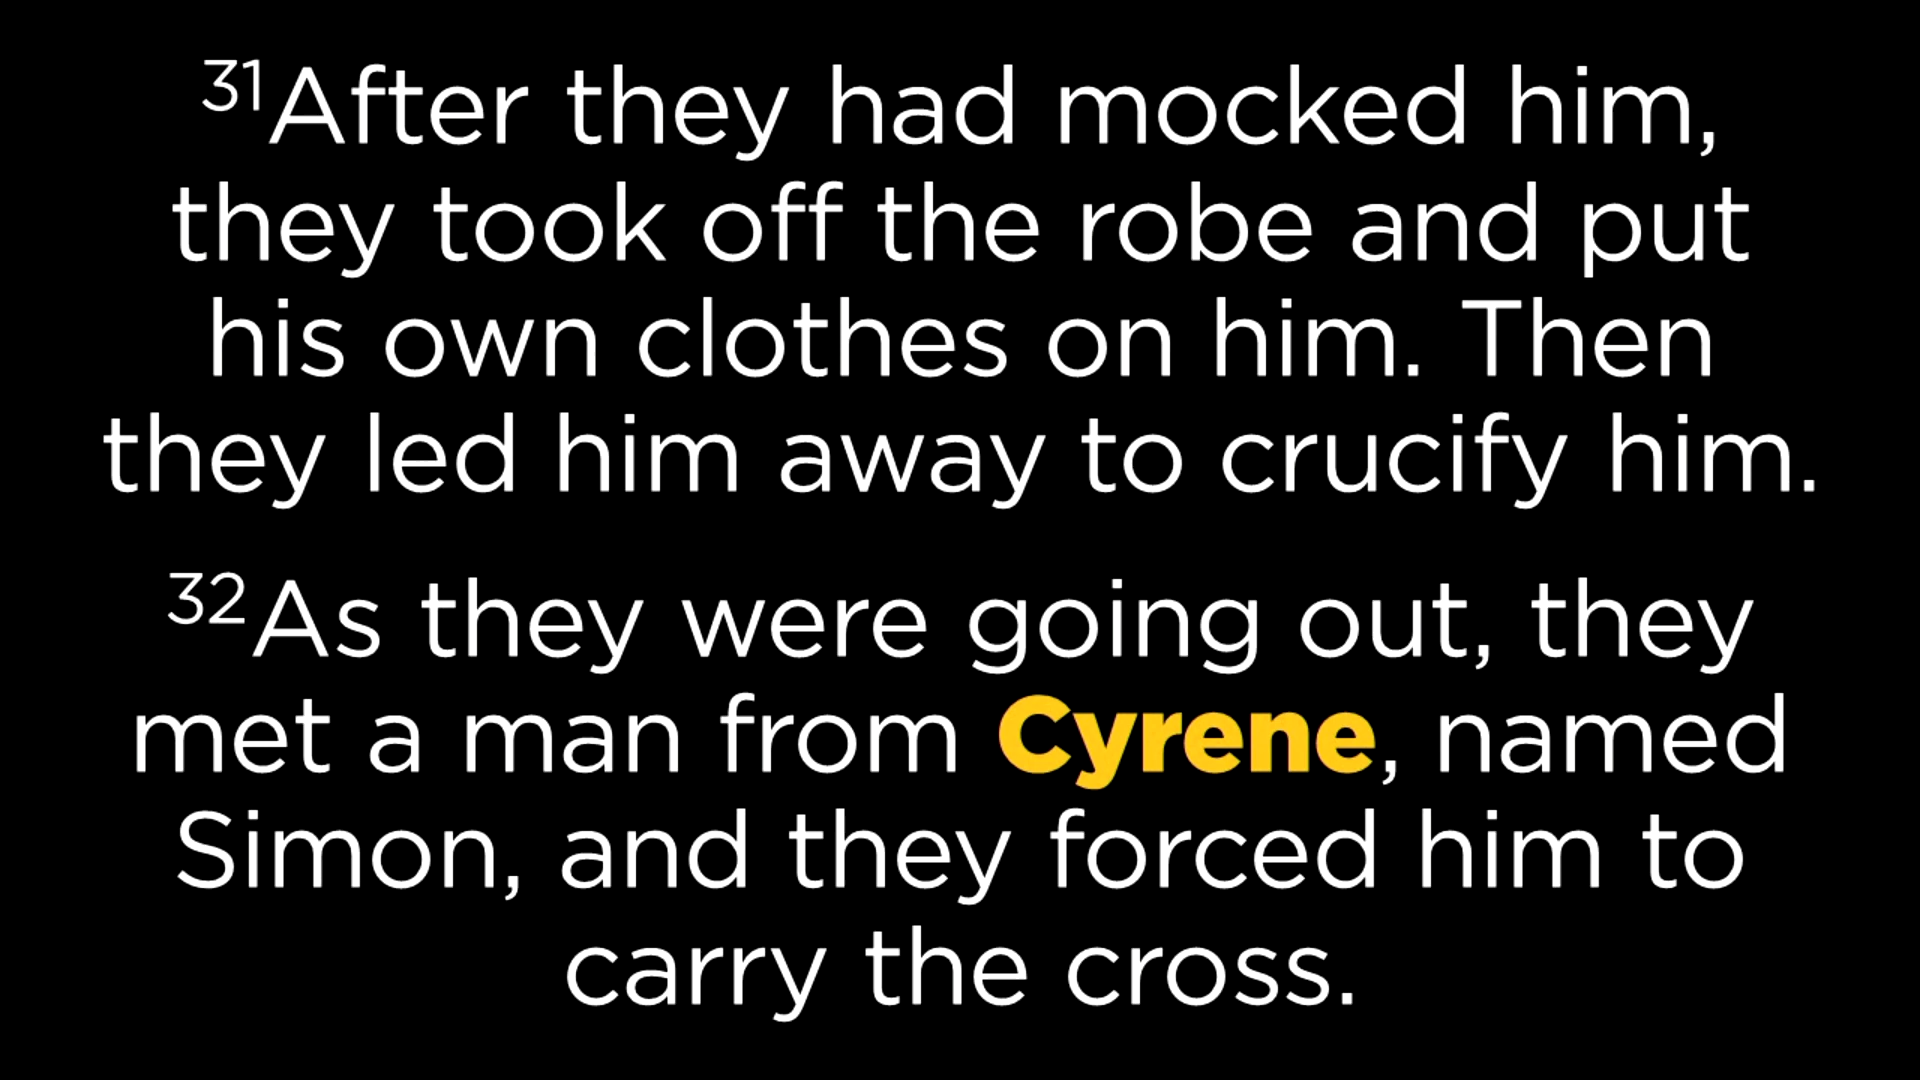 31After they had mocked him,
they took off the robe and put
his own clothes on him. Then
they led him away to crucify him.
32As they were going out, they
met a man from Cyrene, named
Simon, and they forced him to
carry the cross.